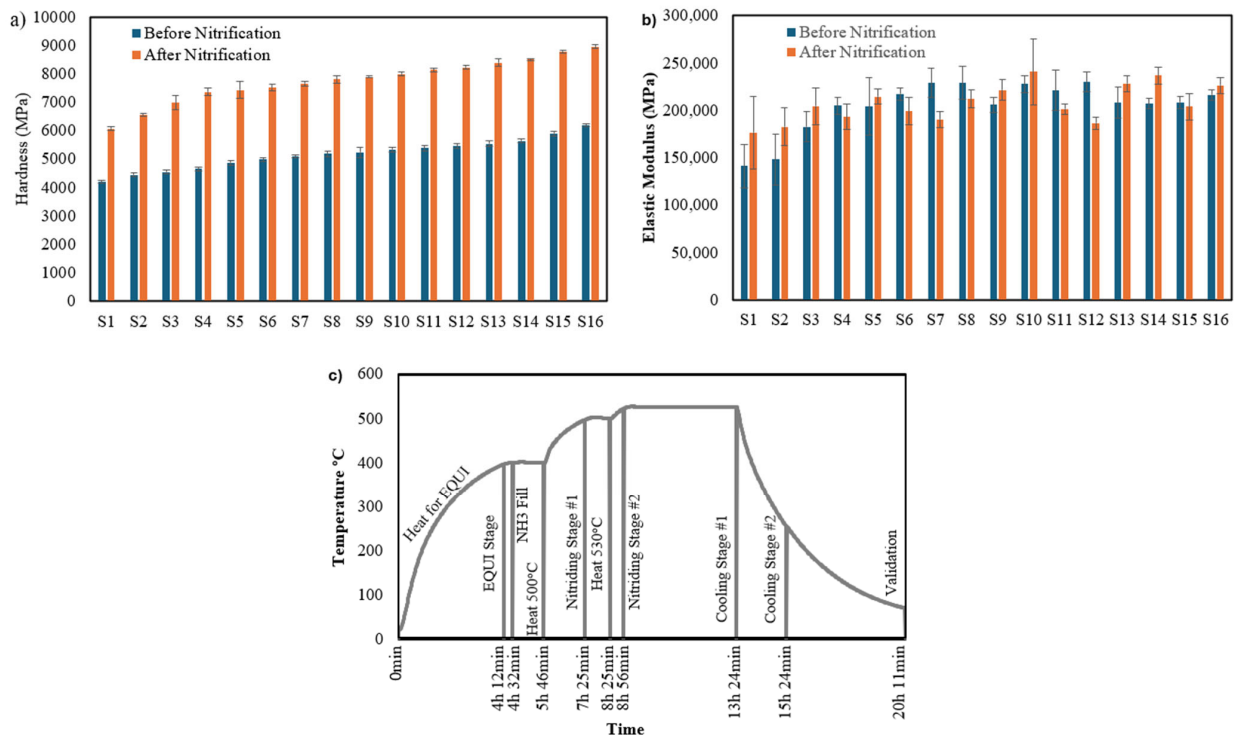 a)
10000
9000
8000
7000
6000
5000
4000
3000
2000
1000
0
Hardness (MPa)
Before Nitrification
After Nitrification
S1 S2 S3 S4 S5 S6 S7 S8 S9 S10 S11 S12 S13 S14 S15 S16
b)
300,000
250,000
200,000
150,000
100,000
50,000
0
Elastic Modulus (MPa)
Before Nitrification
After Nitrification
S1 S2 S3 S4 S5 S6 S7 S8 S9 S10 S11 S12 S13 S14 S15 S16
c)
600
500
400
300
200
100
0
Temperature °C
Heat for EQUI
EQUI Stage
NH3 Fill
Heat 500°C
Nitriding Stage #1
Heat 530°C
Nitriding Stage #2
Cooling Stage #1
Cooling Stage #2
Validation
0min
4h 12min
4h 32min
5h 46min
7h 25min
8h 25min
8h 56min
13h 24min
15h 24min
20h 11min
Time